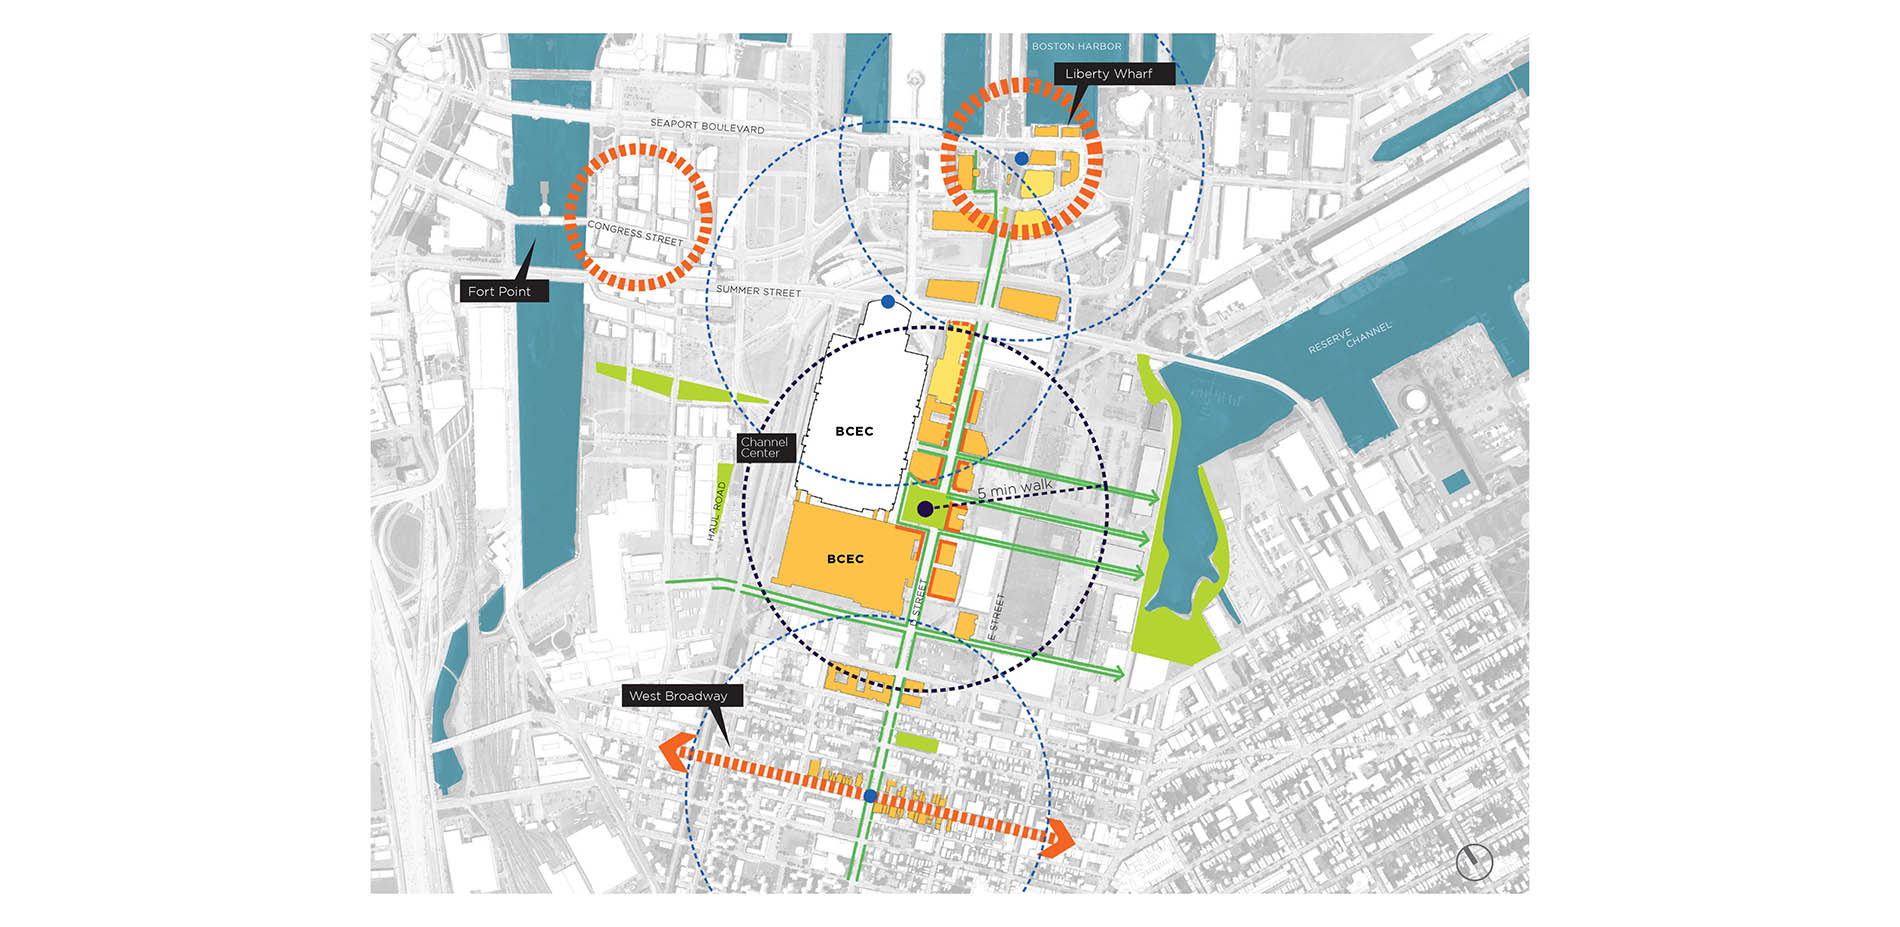 BOSTON HARBOR
Liberty Wharf
SEAPORT BOULEVARD
CONGRESS STREET
Fort Point
SUMMER STREET
RESERVE
CHANNEL
BCEC
Channel
Center
5 min walk
HAUL ROAD
BCEC
D STREET
E STREET
West Broadway